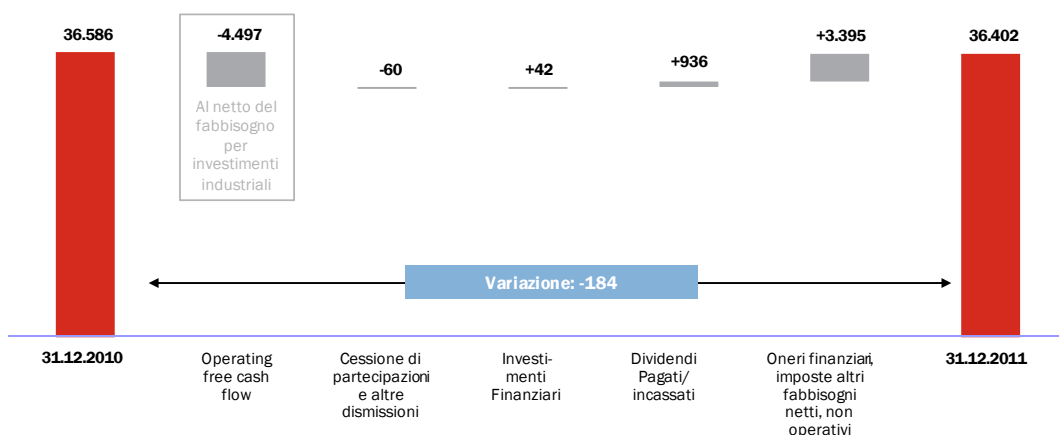 36.586
-4.497
-60
+42
+936
+3.395
36.402
Al netto del
fabbisogno
per
investimenti
industriali
Variazione: -184
31.12.2010
Operating
free cash
flow
Cessione di
partecipazioni
e altre
dismissioni
Investi-
menti
Finanziari
Dividendi
Pagati/
incassati
Oneri finanziari,
imposte altri
fabbisogni
netti, non
operativi
31.12.2011